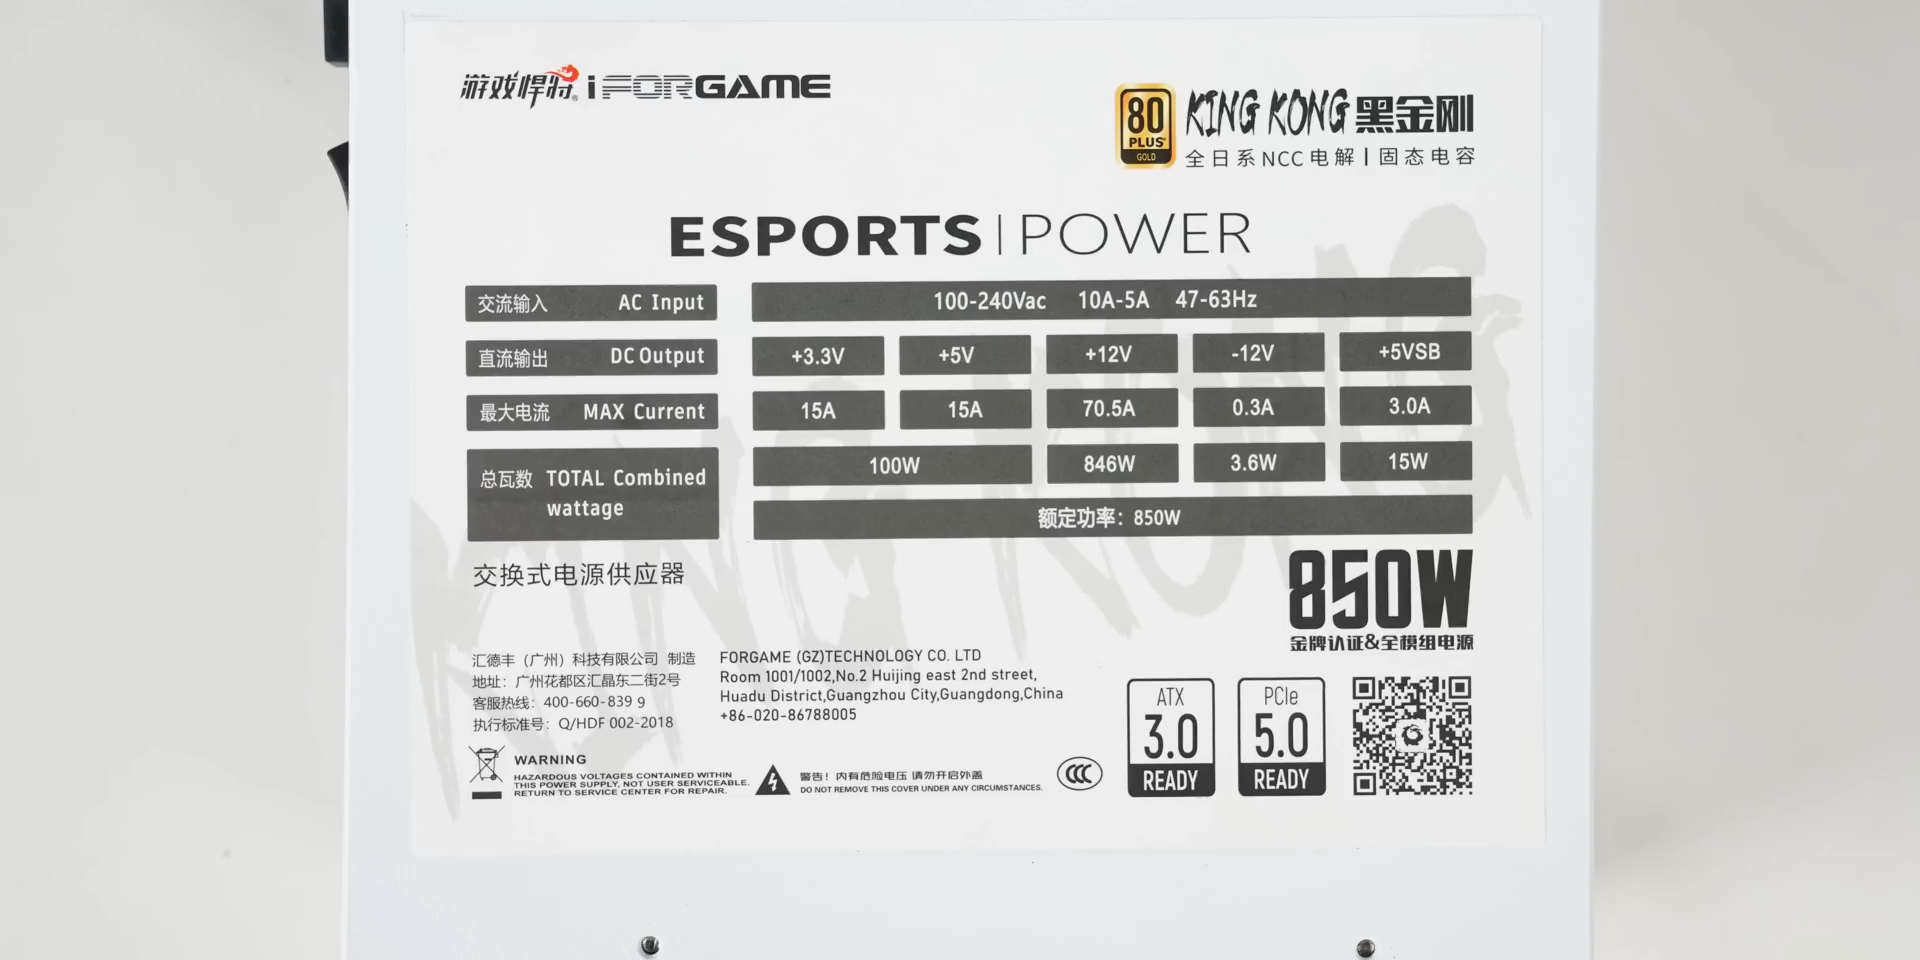 游戏悍将® iFORGAME
80 PLUS GOLD
KING KONG 黑金刚
全日系NCC电解|固态电容
ESPORTS|POWER
交流输入 AC Input 100-240Vac 10A-5A 47-63Hz
直流输出 DC Output +3.3V +5V +12V -12V +5VSB
最大电流 MAX Current 15A 15A 70.5A 0.3A 3.0A
总瓦数 TOTAL Combined wattage 100W 846W 3.6W 15W
额定功率：850W
交换式电源供应器
850W
金牌认证&全模组电源
汇德丰（广州）科技有限公司 制造
地址：广州花都区汇晶东二街2号
客服热线：400-660-839 9
执行标准号：Q/HDF 002-2018
FORGAME (GZ)TECHNOLOGY CO. LTD
Room 1001/1002,No.2 Huijing east 2nd street,
Huadu District,Guangzhou City,Guangdong,China
+86-020-86788005
WARNING
HAZARDOUS VOLTAGES CONTAINED WITHIN
THIS POWER SUPPLY, NOT USER SERVICEABLE.
RETURN TO SERVICE CENTER FOR REPAIR.
警告！内有危险电压 请勿开启外盖
DO NOT REMOVE THIS COVER UNDER ANY CIRCUMSTANCES.
CCC
ATX
3.0
READY
PCIe
5.0
READY
KING KONG